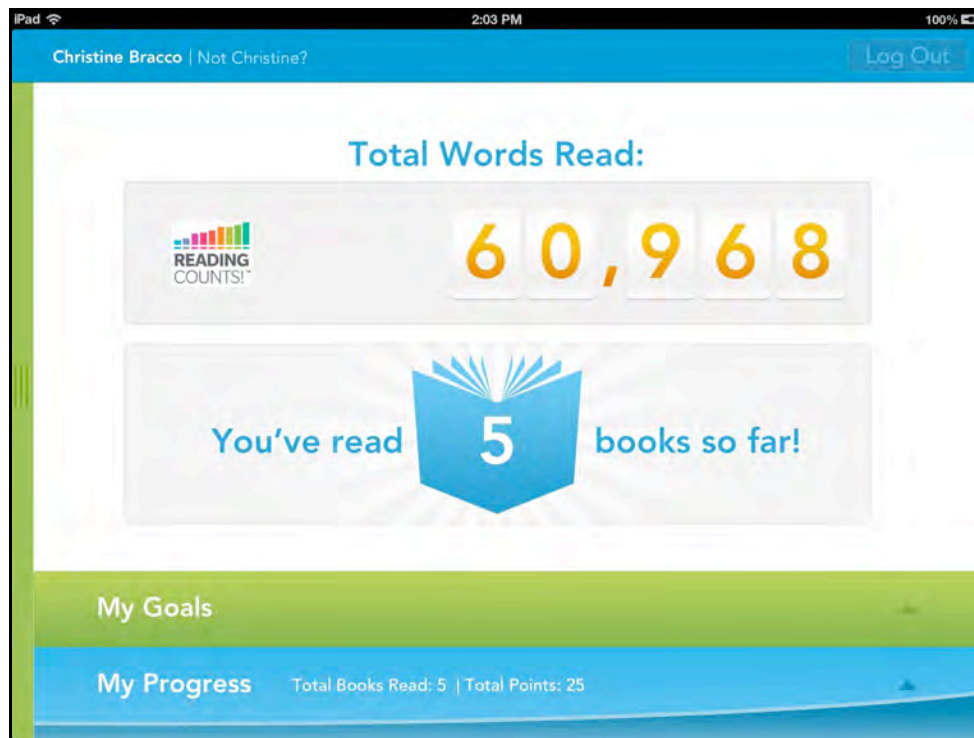 iPad 2:03 PM 100%
Christine Bracco | Not Christine? Log Out
Total Words Read:
READING
COUNTS!™
60,968
You've read 5 books so far!
My Goals
My Progress Total Books Read: 5 | Total Points: 25